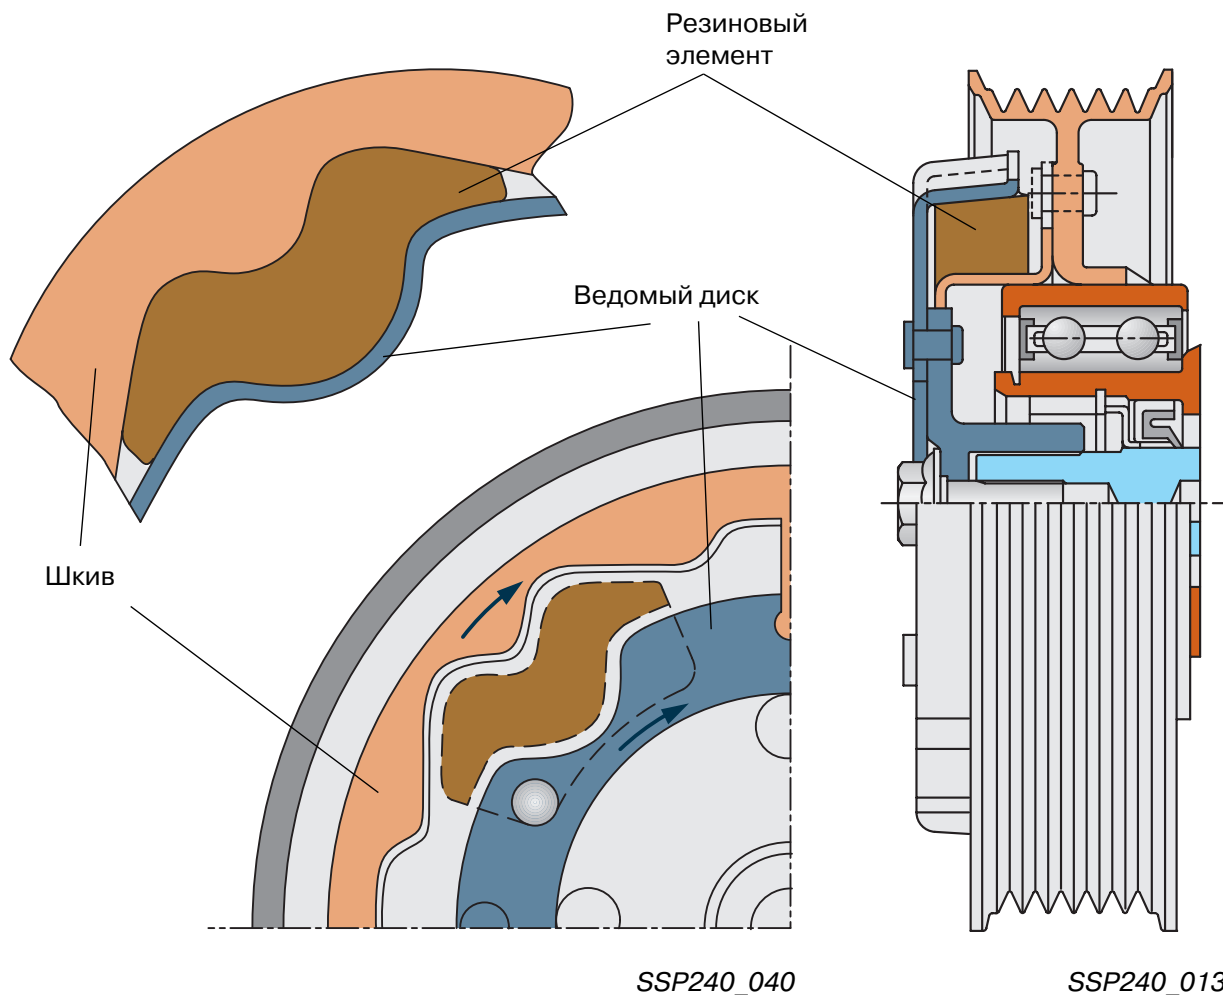 Резиновый
элемент
Ведомый диск
Шкив
SSP240_040
SSP240_013